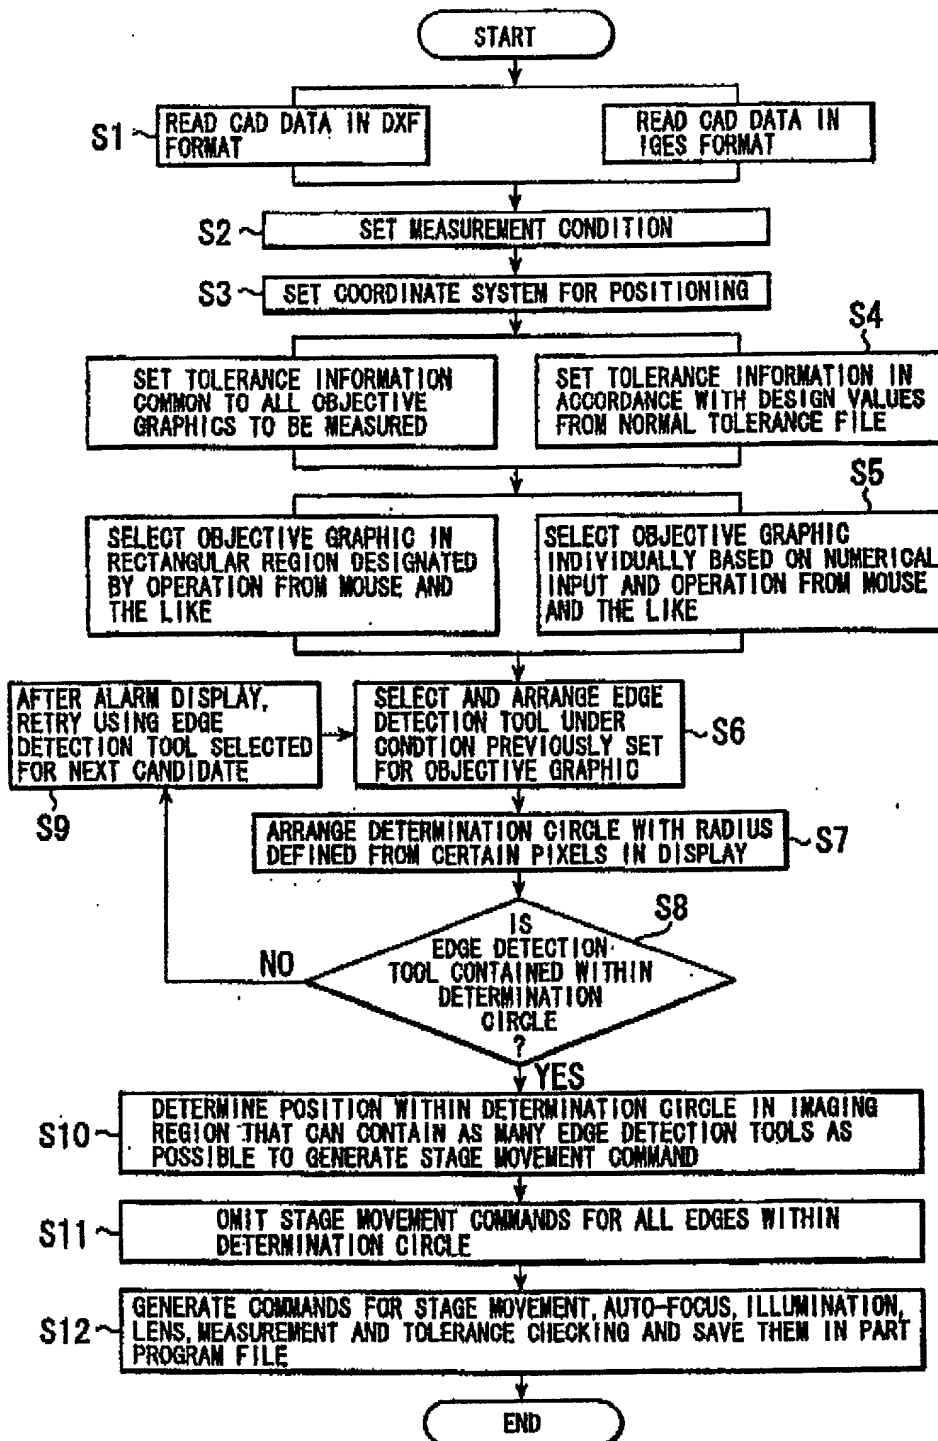 START
S1
READ CAD DATA IN DXF
FORMAT
READ CAD DATA IN
IGES FORMAT
S2
SET MEASUREMENT CONDITION
S3
SET COORDINATE SYSTEM FOR POSITIONING
S4
SET TOLERANCE INFORMATION
COMMON TO ALL OBJECTIVE
GRAPHICS TO BE MEASURED
SET TOLERANCE INFORMATION IN
ACCORDANCE WITH DESIGN VALUES
FROM NORMAL TOLERANCE FILE
S5
SELECT OBJECTIVE GRAPHIC IN
RECTANGULAR REGION DESIGNATED
BY OPERATION FROM MOUSE AND
THE LIKE
SELECT OBJECTIVE GRAPHIC
INDIVIDUALLY BASED ON NUMERICAL
INPUT AND OPERATION FROM MOUSE
AND THE LIKE
AFTER ALARM DISPLAY,
RETRY USING EDGE
DETECTION TOOL SELECTED
FOR NEXT CANDIDATE
S9
SELECT AND ARRANGE EDGE
DETECTION TOOL UNDER
CONDTION PREVIOUSLY SET
FOR OBJECTIVE GRAPHIC
S6
ARRANGE DETERMINATION CIRCLE WITH RADIUS
DEFINED FROM CERTAIN PIXELS IN DISPLAY
S7
S8
IS
EDGE DETECTION
TOOL CONTAINED WITHIN
DETERMINATION
CIRCLE
?
NO
YES
S10
DETERMINE POSITION WITHIN DETERMINATION CIRCLE IN IMAGING
REGION THAT CAN CONTAIN AS MANY EDGE DETECTION TOOLS AS
POSSIBLE TO GENERATE STAGE MOVEMENT COMMAND
S11
OMIT STAGE MOVEMENT COMMANDS FOR ALL EDGES WITHIN
DETERMINATION CIRCLE
S12
GENERATE COMMANDS FOR STAGE MOVEMENT, AUTO-FOCUS, ILLUMINATION,
LENS, MEASUREMENT AND TOLERANCE CHECKING AND SAVE THEM IN PART
PROGRAM FILE
END